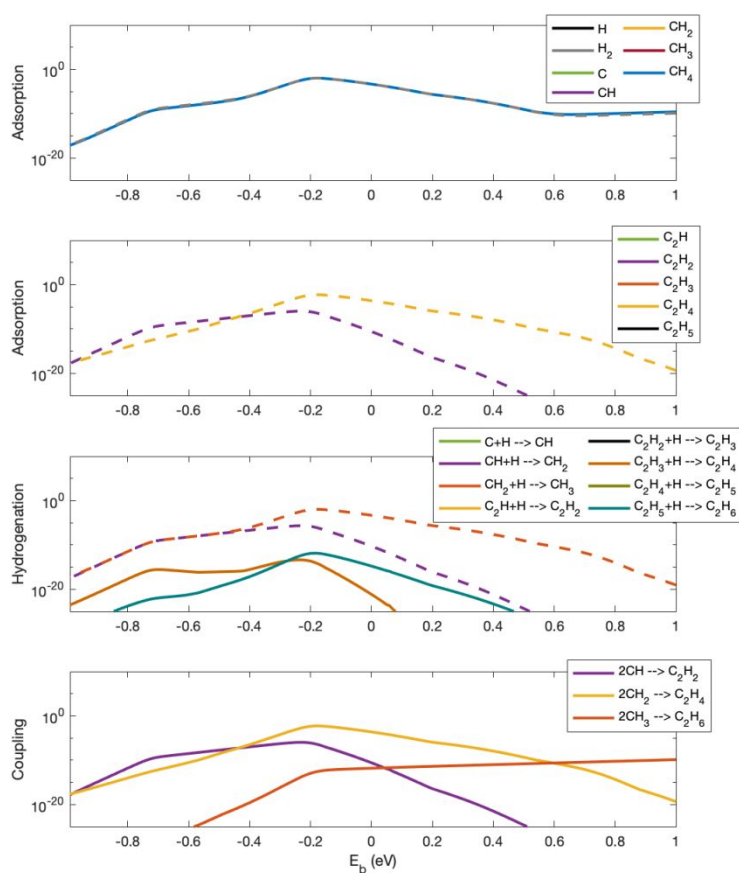 H
H2
C
CH
CH2
CH3
CH4
Adsorption
10^0
10^-20
-0.8 -0.6 -0.4 -0.2 0 0.2 0.4 0.6 0.8 1
C2H
C2H2
C2H3
C2H4
C2H5
Adsorption
10^0
10^-20
-0.8 -0.6 -0.4 -0.2 0 0.2 0.4 0.6 0.8 1
C+H --> CH
CH+H --> CH2
CH2+H --> CH3
C2H+H --> C2H2
C2H2+H --> C2H3
C2H3+H --> C2H4
C2H4+H --> C2H5
C2H5+H --> C2H6
Hydrogenation
10^0
10^-20
-0.8 -0.6 -0.4 -0.2 0 0.2 0.4 0.6 0.8 1
2CH --> C2H2
2CH2 --> C2H4
2CH3 --> C2H6
Coupling
10^0
10^-20
-0.8 -0.6 -0.4 -0.2 0 0.2 0.4 0.6 0.8 1
Eb (eV)